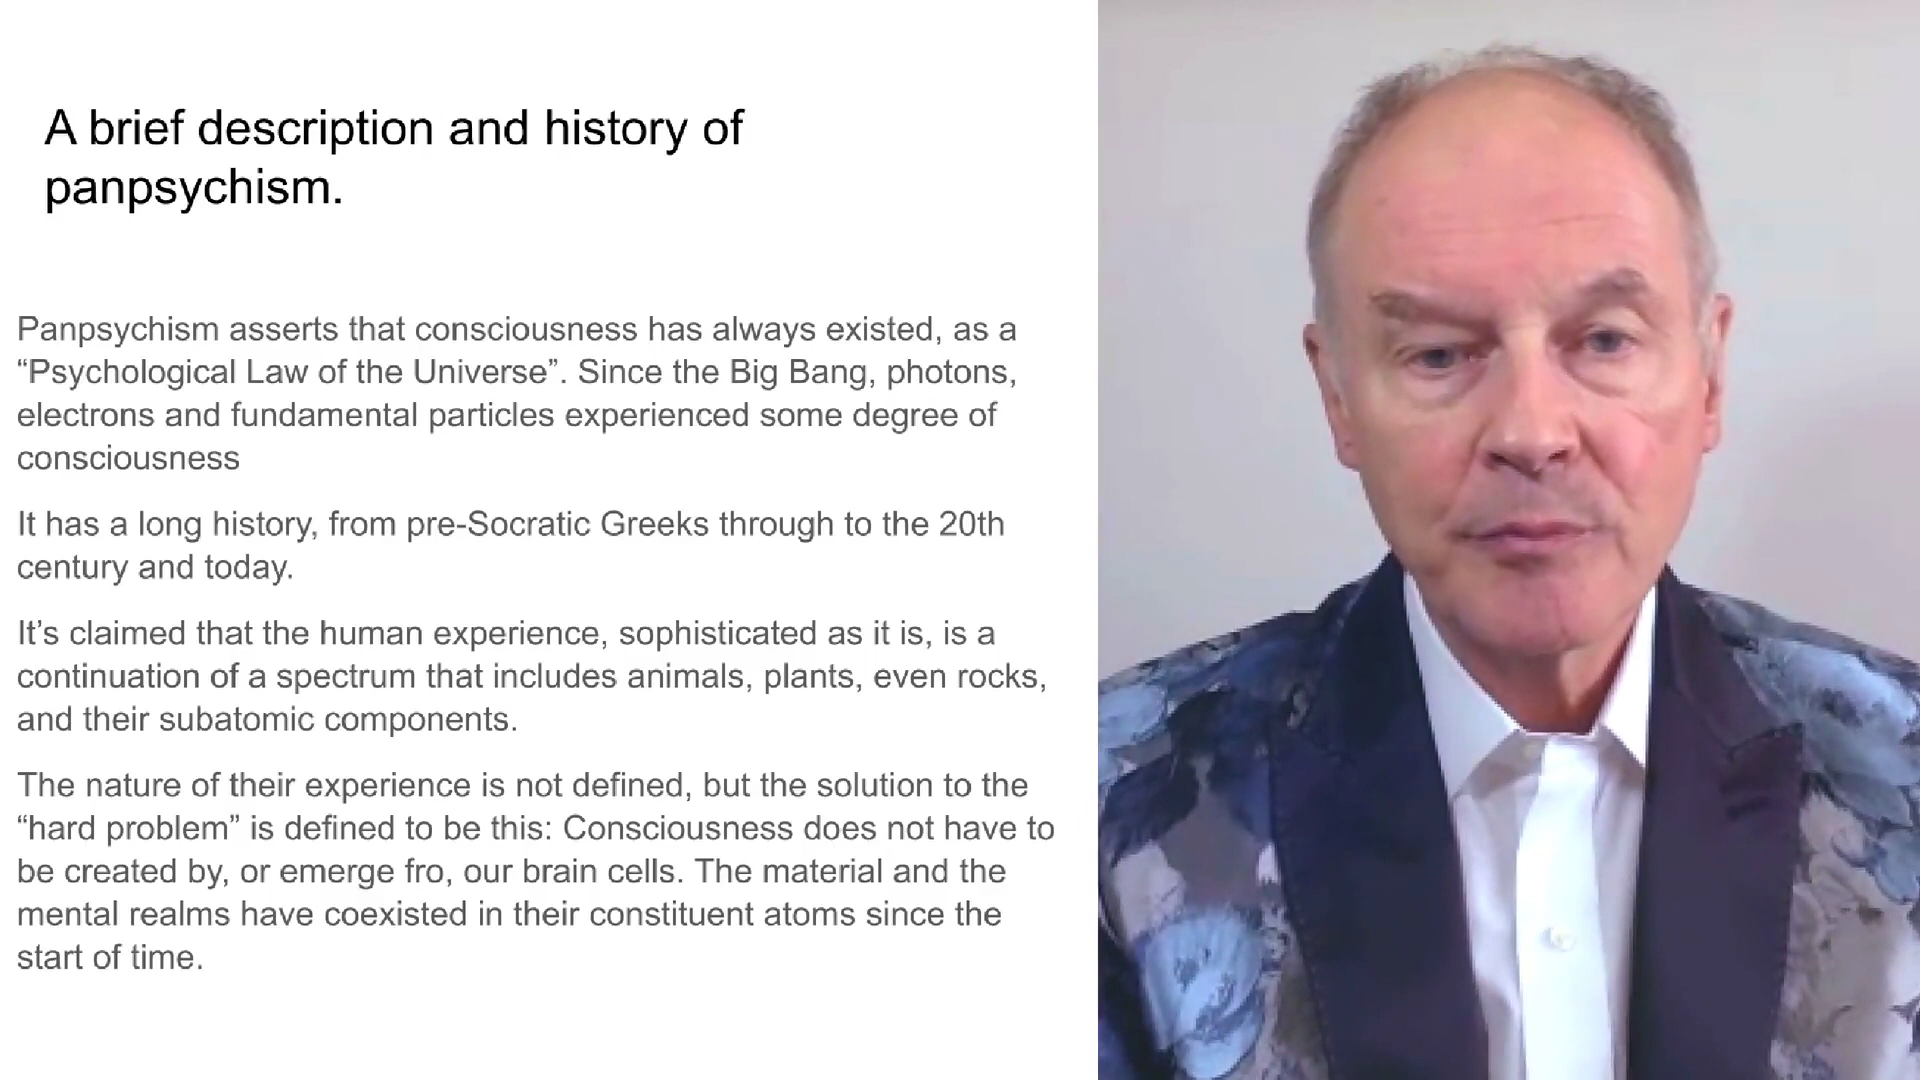 A brief description and history of
panpsychism.
Panpsychism asserts that consciousness has always existed, as a
“Psychological Law of the Universe”. Since the Big Bang, photons,
electrons and fundamental particles experienced some degree of
consciousness
It has a long history, from pre-Socratic Greeks through to the 20th
century and today.
It’s claimed that the human experience, sophisticated as it is, is a
continuation of a spectrum that includes animals, plants, even rocks,
and their subatomic components.
The nature of their experience is not defined, but the solution to the
“hard problem” is defined to be this: Consciousness does not have to
be created by, or emerge fro, our brain cells. The material and the
mental realms have coexisted in their constituent atoms since the
start of time.